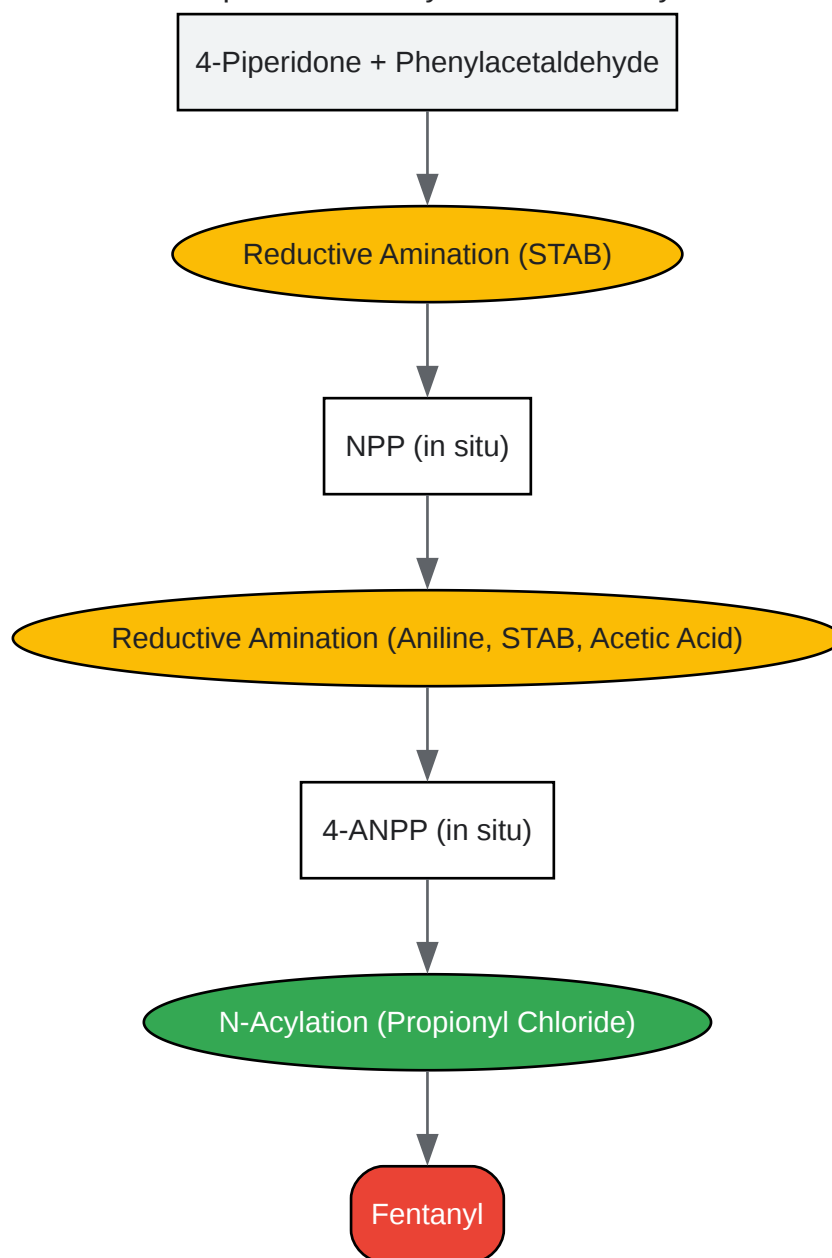 4-Piperidone + Phenylacetaldehyde
Reductive Amination (STAB)
NPP (in situ)
Reductive Amination (Aniline, STAB, Acetic Acid)
4-ANPP (in situ)
N-Acylation (Propionyl Chloride)
Fentanyl